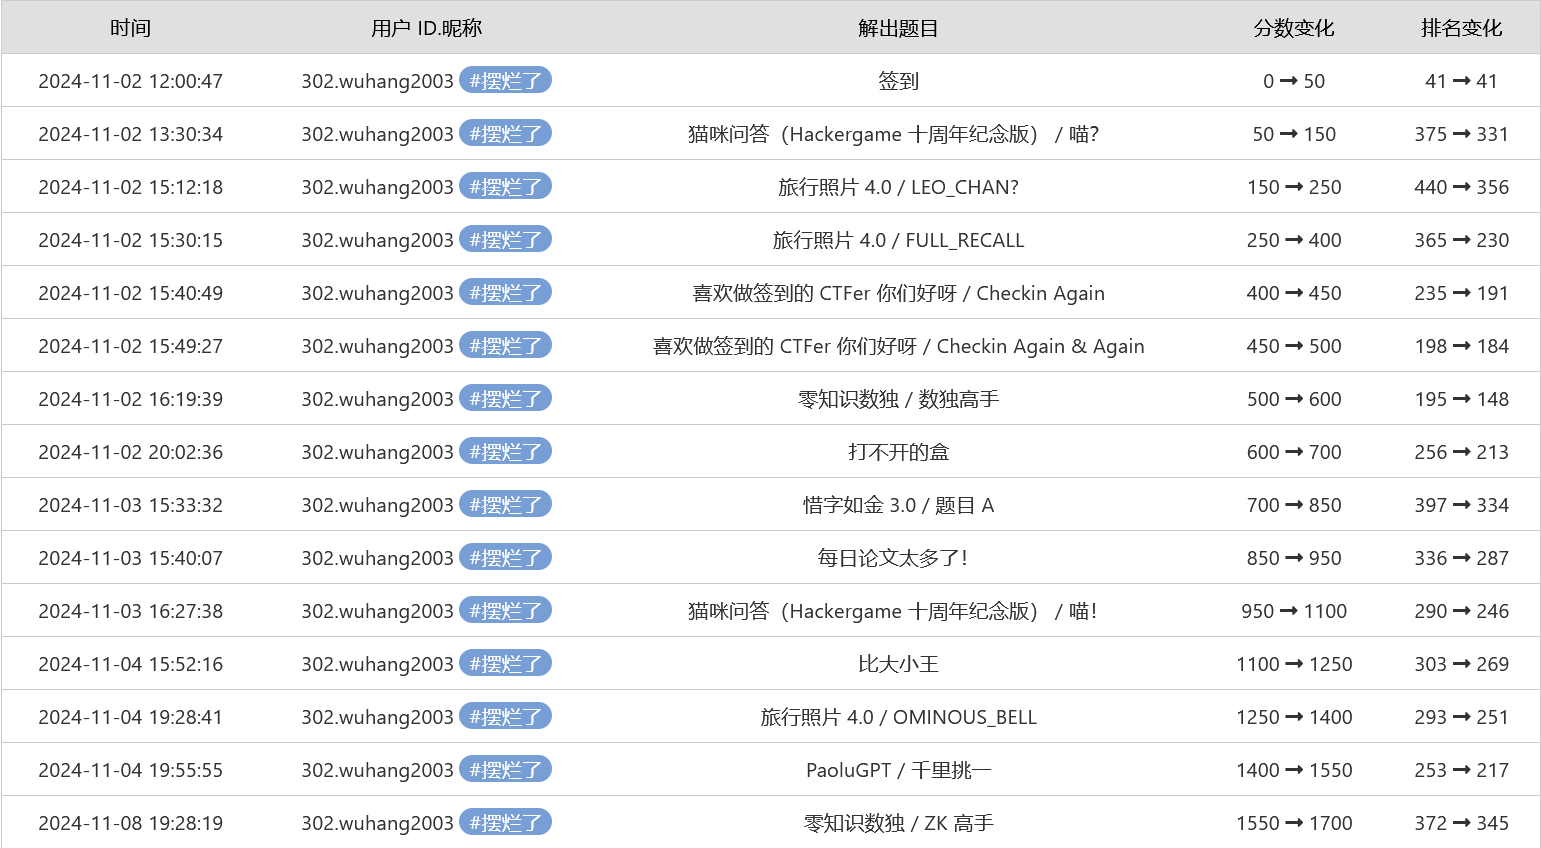 时间 用户 ID.昵称 解出题目 分数变化 排名变化
2024-11-02 12:00:47 302.wuhang2003 #摆烂了 签到 0 → 50 41 → 41
2024-11-02 13:30:34 302.wuhang2003 #摆烂了 猫咪问答（Hackergame 十周年纪念版） / 喵？ 50 → 150 375 → 331
2024-11-02 15:12:18 302.wuhang2003 #摆烂了 旅行照片 4.0 / LEO_CHAN? 150 → 250 440 → 356
2024-11-02 15:30:15 302.wuhang2003 #摆烂了 旅行照片 4.0 / FULL_RECALL 250 → 400 365 → 230
2024-11-02 15:40:49 302.wuhang2003 #摆烂了 喜欢做签到的 CTFer 你们好呀 / Checkin Again 400 → 450 235 → 191
2024-11-02 15:49:27 302.wuhang2003 #摆烂了 喜欢做签到的 CTFer 你们好呀 / Checkin Again & Again 450 → 500 198 → 184
2024-11-02 16:19:39 302.wuhang2003 #摆烂了 零知识数独 / 数独高手 500 → 600 195 → 148
2024-11-02 20:02:36 302.wuhang2003 #摆烂了 打不开的盒 600 → 700 256 → 213
2024-11-03 15:33:32 302.wuhang2003 #摆烂了 惜字如金 3.0 / 题目 A 700 → 850 397 → 334
2024-11-03 15:40:07 302.wuhang2003 #摆烂了 每日论文太多了！ 850 → 950 336 → 287
2024-11-03 16:27:38 302.wuhang2003 #摆烂了 猫咪问答（Hackergame 十周年纪念版） / 喵！ 950 → 1100 290 → 246
2024-11-04 15:52:16 302.wuhang2003 #摆烂了 比大小王 1100 → 1250 303 → 269
2024-11-04 19:28:41 302.wuhang2003 #摆烂了 旅行照片 4.0 / OMINOUS_BELL 1250 → 1400 293 → 251
2024-11-04 19:55:55 302.wuhang2003 #摆烂了 PaoluGPT / 千里挑一 1400 → 1550 253 → 217
2024-11-08 19:28:19 302.wuhang2003 #摆烂了 零知识数独 / ZK 高手 1550 → 1700 372 → 345